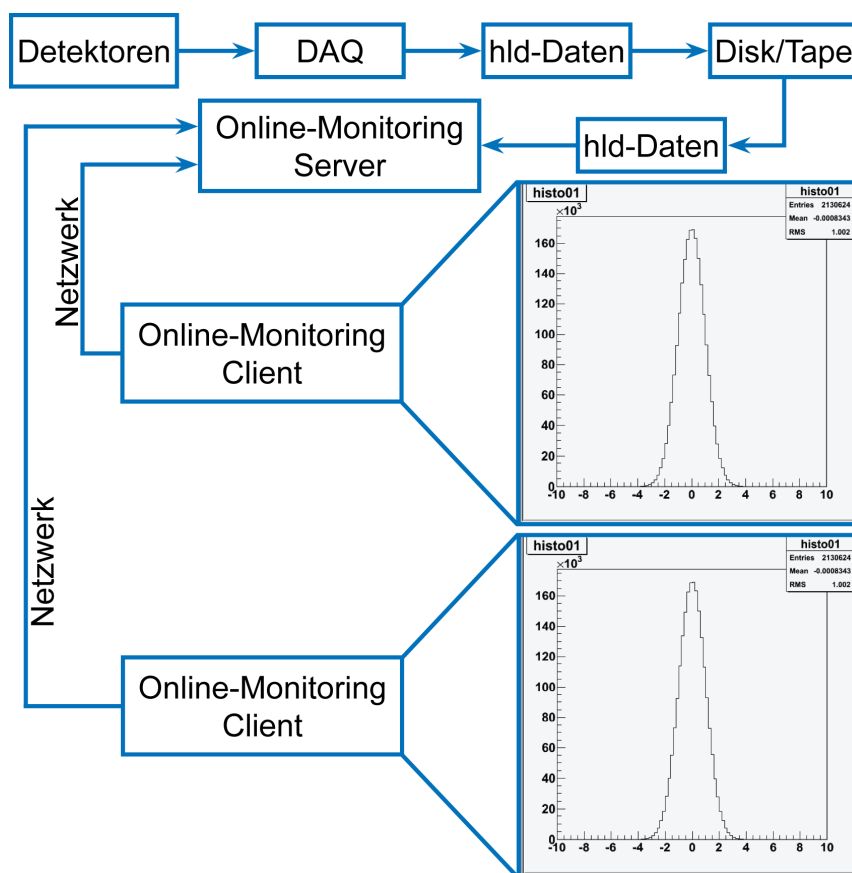 Detektoren
DAQ
hld-Daten
Disk/Tape
Online-Monitoring
Server
hld-Daten
Netzwerk
Netzwerk
Online-Monitoring
Client
histo01
histo01
Entries 2130624
Mean -0.0008343
RMS 1.002
×10³
160
140
120
100
80
60
40
20
0
-10 -8 -6 -4 -2 0 2 4 6 8 10
Online-Monitoring
Client
histo01
histo01
Entries 2130624
Mean -0.0008343
RMS 1.002
×10³
160
140
120
100
80
60
40
20
0
-10 -8 -6 -4 -2 0 2 4 6 8 10